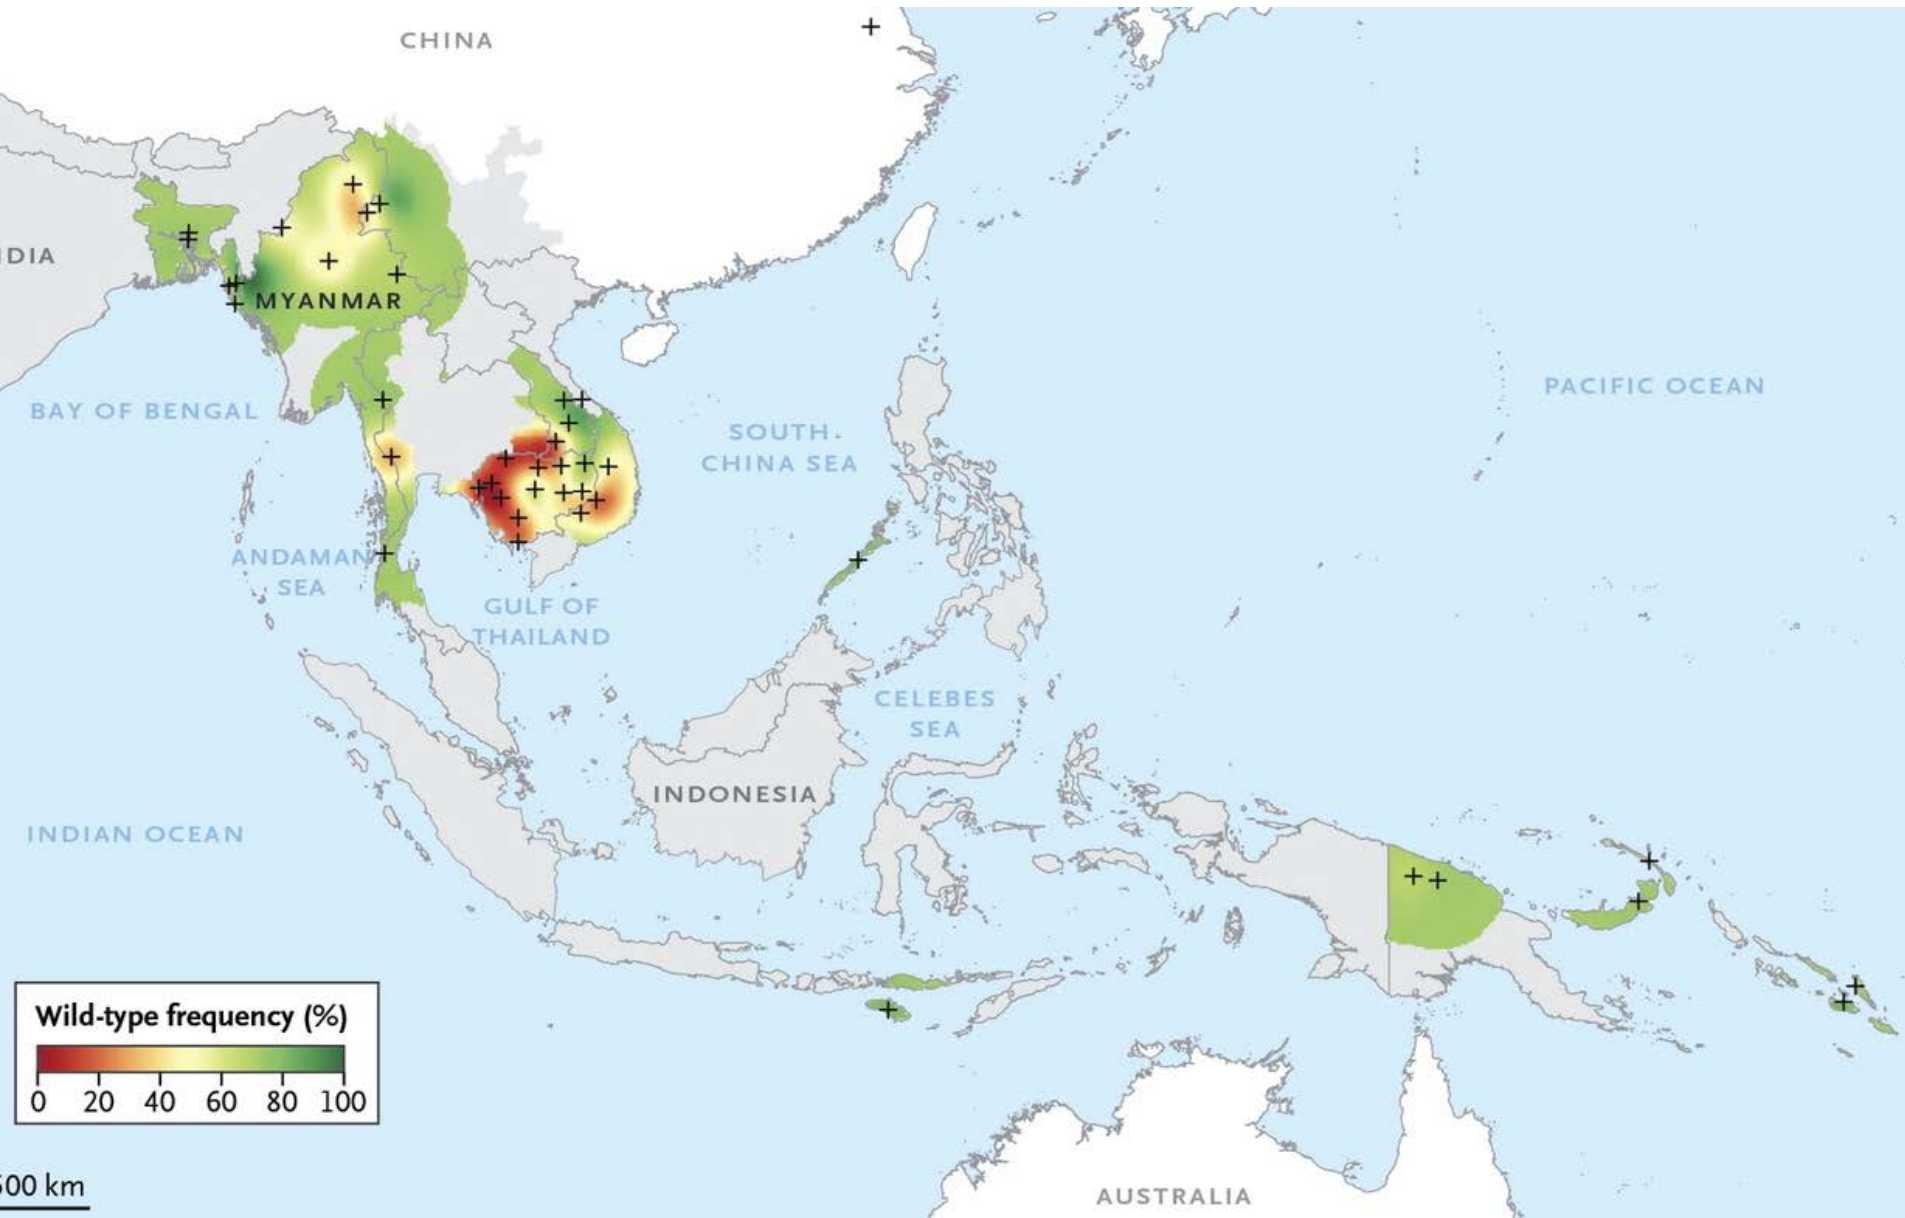 CHINA
DIA
MYANMAR
BAY OF BENGAL
PACIFIC OCEAN
SOUTH
CHINA SEA
ANDAMAN
SEA
GULF OF
THAILAND
CELEBES
SEA
INDONESIA
INDIAN OCEAN
Wild-type frequency (%)
0 20 40 60 80 100
500 km
AUSTRALIA